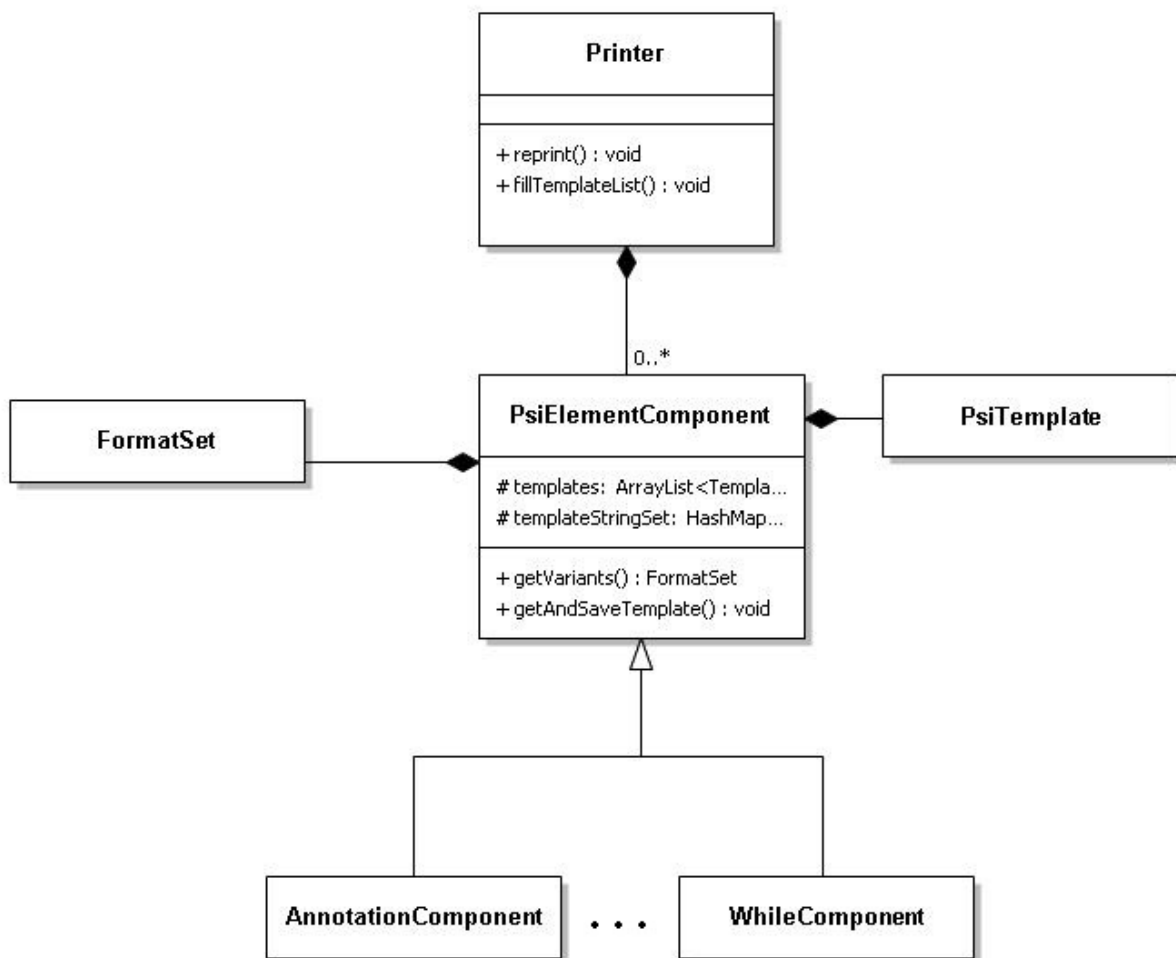 Printer
+ reprint() : void
+ fillTemplateList() : void
0..*
PsiElementComponent
PsiTemplate
FormatSet
# templates: ArrayList<Templa...
# templateStringSet: HashMap...
+ getVariants() : FormatSet
+ getAndSaveTemplate() : void
AnnotationComponent
. . .
WhileComponent